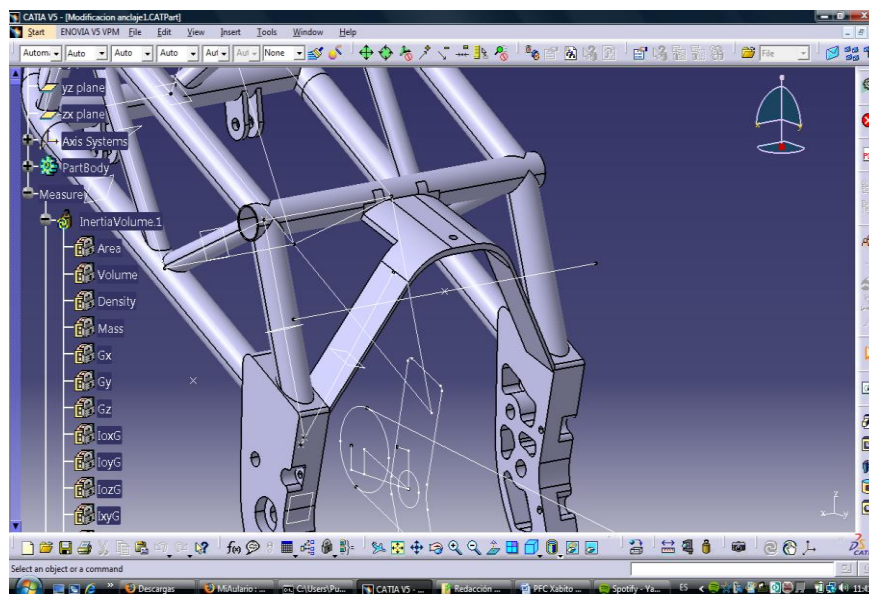 CATIA V5 - [Modificacion anclaje1.CATPart]
Start ENOVIA V5 VPM File Edit View Insert Tools Window Help
Auto Auto Auto None File
yz plane
zx plane
Axis Systems
PartBody
Measure
InertiaVolume.1
Area
Volume
Density
Mass
Gx
Gy
Gz
IoxG
IoyG
IozG
IxyG
Select an object or a command
Descargas MiAulario : ... C:\Users\Pu... CATIA V5 - ... Redacción ... PFC Xabito ... Spotify - Ya... ES